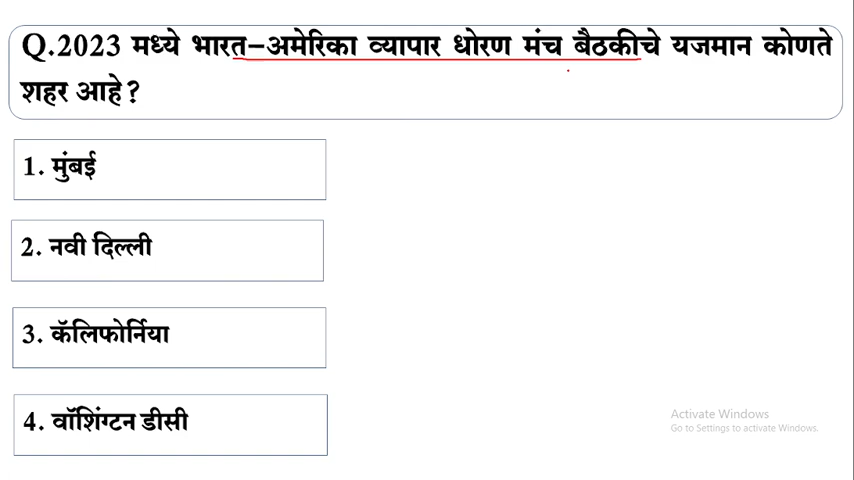 Q.2023 मध्ये भारत–अमेरिका व्यापार धोरण मंच बैठकीचे यजमान कोणते
शहर आहे?
1. मुंबई
2. नवी दिल्ली
3. कॅलिफोर्निया
4. वॉशिंग्टन डीसी
Activate Windows
Go to Settings to activate Windows.